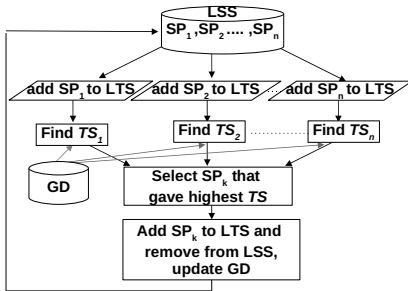 LSS
SP1,SP2....,SPn
add SP1 to LTS add SP2 to LTS ... add SPn to LTS
Find TS1 Find TS2 ............ Find TSn
GD
Select SPk that
gave highest TS
Add SPk to LTS and
remove from LSS,
update GD